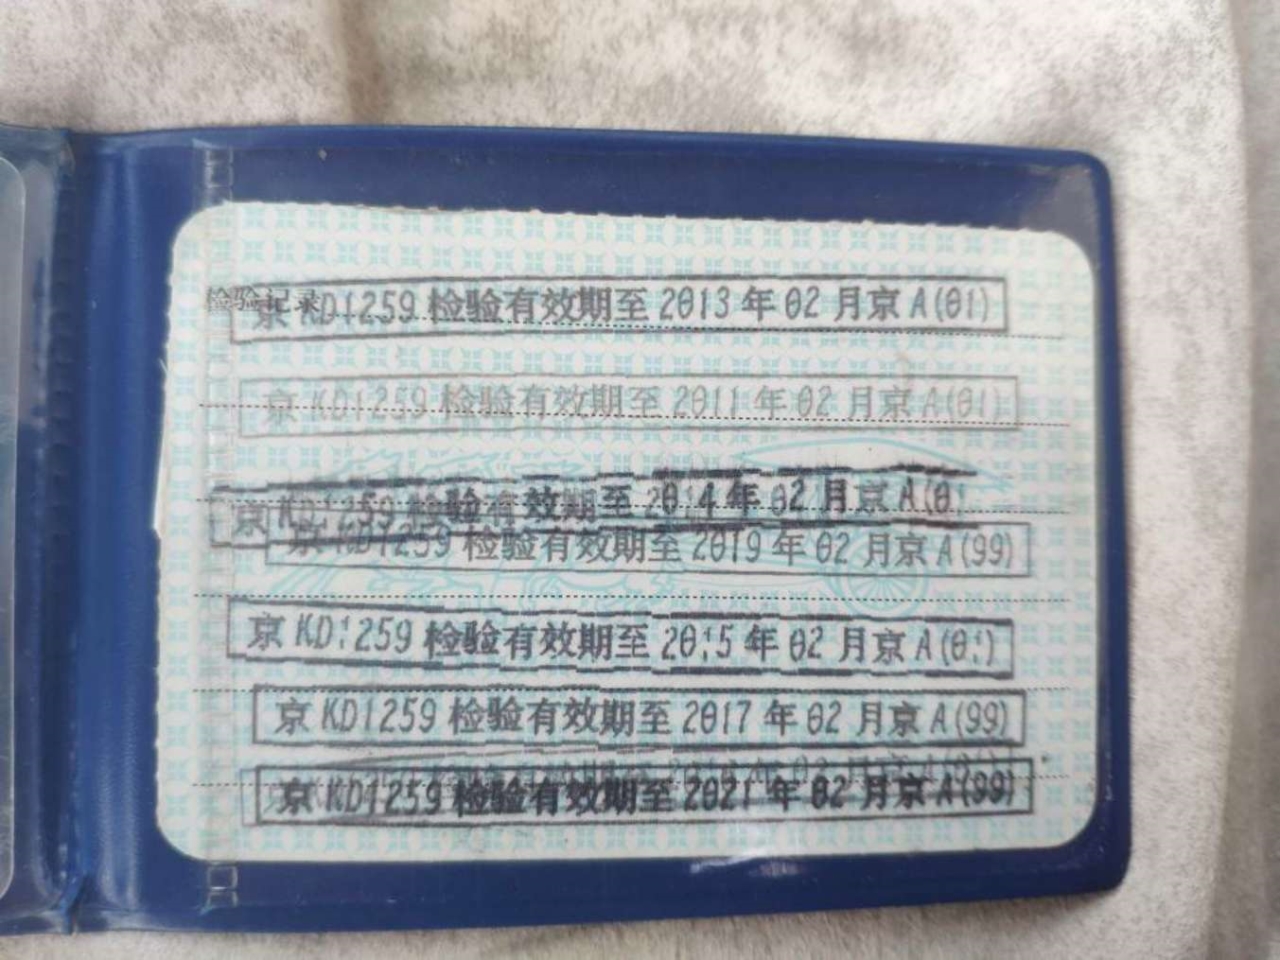 检验记录
京KD1259 检验有效期至 2013 年 02 月京 A(01)
京 KD1259 检验有效期至 2011 年 02 月京 A(01)
京 KD1259 检验有效期至 2014 年 02 月京 A(0
京 KD1259 检验有效期至 2019 年 02 月京 A(99)
京 KD1259 检验有效期至 2015 年 02 月京 A(01)
京 KD1259 检验有效期至 2017 年 02 月京 A(99)
京 KD1259 检验有效期至 2021 年 02 月京 A(99)